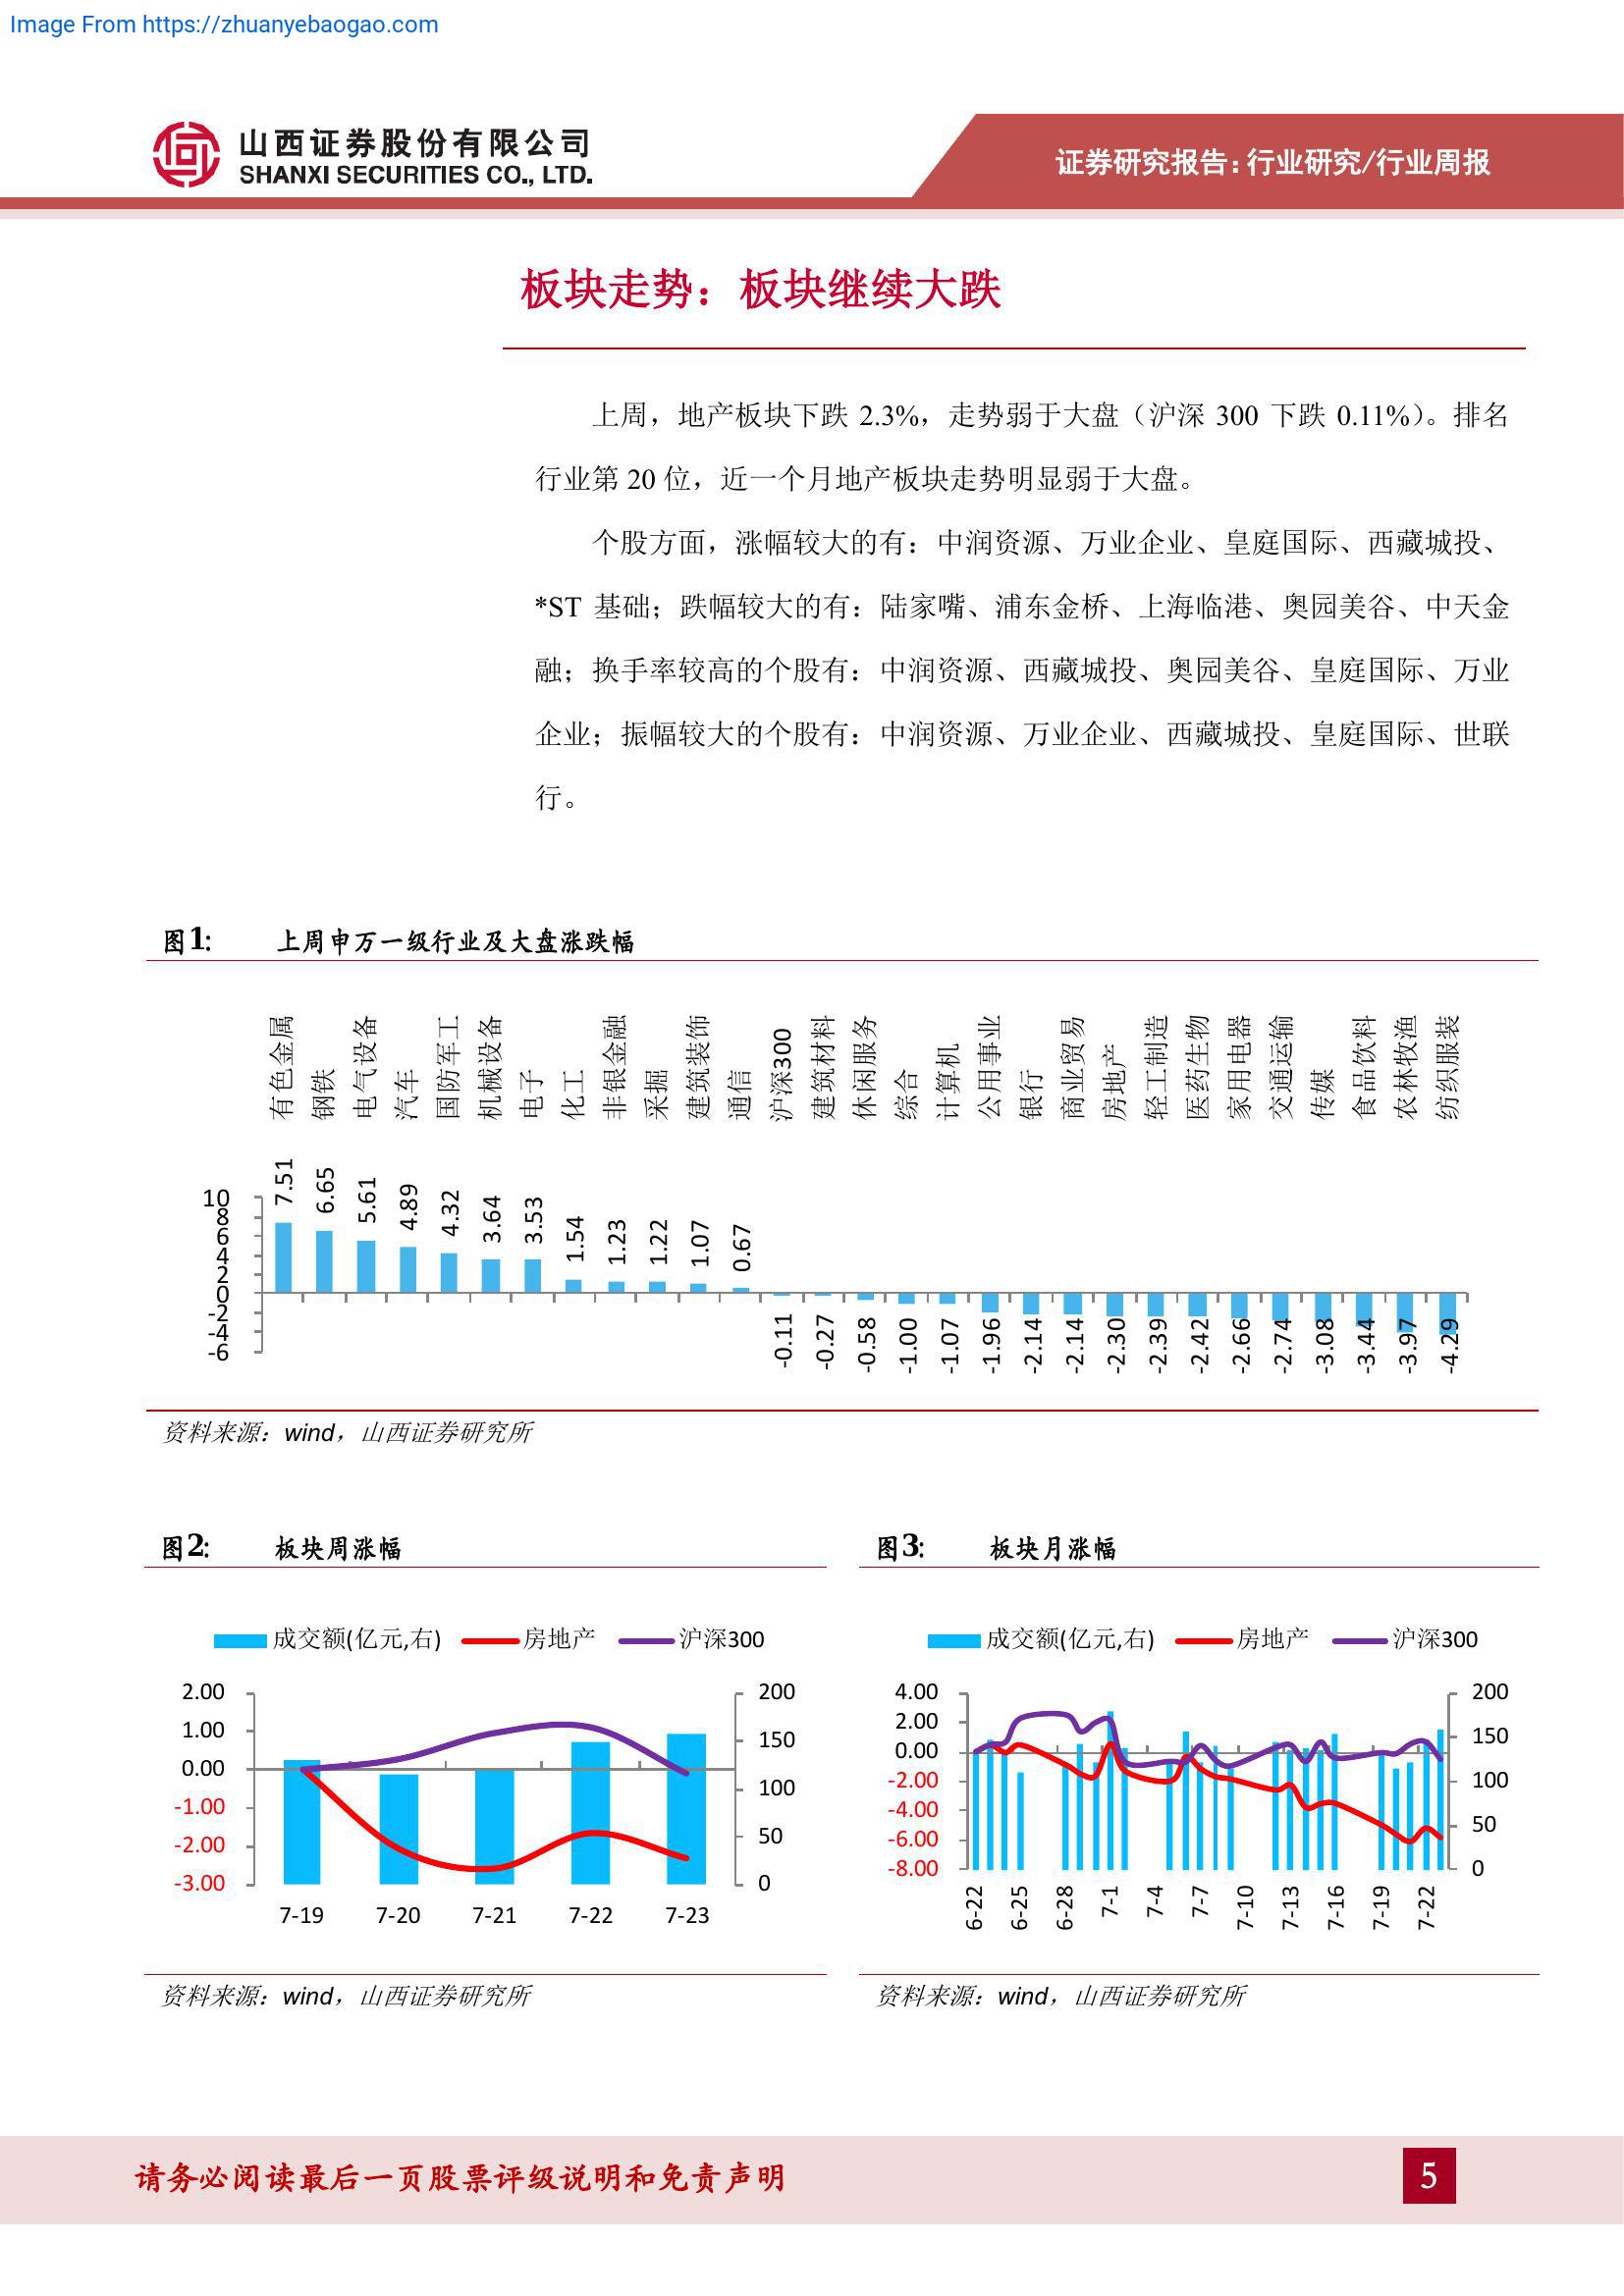 Image From https://zhuanyebaogao.com
山西证券股份有限公司
SHANXI SECURITIES CO., LTD.
证券研究报告:行业研究/行业周报
板块走势：板块继续大跌
上周，地产板块下跌 2.3%，走势弱于大盘（沪深 300 下跌 0.11%）。排名
行业第 20 位，近一个月地产板块走势明显弱于大盘。
个股方面，涨幅较大的有：中润资源、万业企业、皇庭国际、西藏城投、
*ST 基础；跌幅较大的有：陆家嘴、浦东金桥、上海临港、奥园美谷、中天金
融；换手率较高的个股有：中润资源、西藏城投、奥园美谷、皇庭国际、万业
企业；振幅较大的个股有：中润资源、万业企业、西藏城投、皇庭国际、世联
行。
图1: 上周申万一级行业及大盘涨跌幅
有色金属 钢铁 电气设备 汽车 国防军工 机械设备 电子 化工 非银金融 采掘 建筑装饰 通信 沪深300 建筑材料 休闲服务 综合 计算机 公用事业 银行 商业贸易 房地产 轻工制造 医药生物 家用电器 交通运输 传媒 食品饮料 农林牧渔 纺织服装
7.51 6.65 5.61 4.89 4.32 3.64 3.53 1.54 1.23 1.22 1.07 0.67 -0.11 -0.27 -0.58 -1.00 -1.07 -1.96 -2.14 -2.14 -2.30 -2.39 -2.42 -2.66 -2.74 -3.08 -3.44 -3.97 -4.29
10
8
6
4
2
0
-2
-4
-6
资料来源：wind，山西证券研究所
图2: 板块周涨幅
成交额(亿元,右) 房地产 沪深300
2.00
1.00
0.00
-1.00
-2.00
-3.00
200
150
100
50
0
7-19 7-20 7-21 7-22 7-23
资料来源：wind，山西证券研究所
图3: 板块月涨幅
成交额(亿元,右) 房地产 沪深300
4.00
2.00
0.00
-2.00
-4.00
-6.00
-8.00
200
150
100
50
0
6-22 6-25 6-28 7-1 7-4 7-7 7-10 7-13 7-16 7-19 7-22
资料来源：wind，山西证券研究所
请务必阅读最后一页股票评级说明和免责声明
5